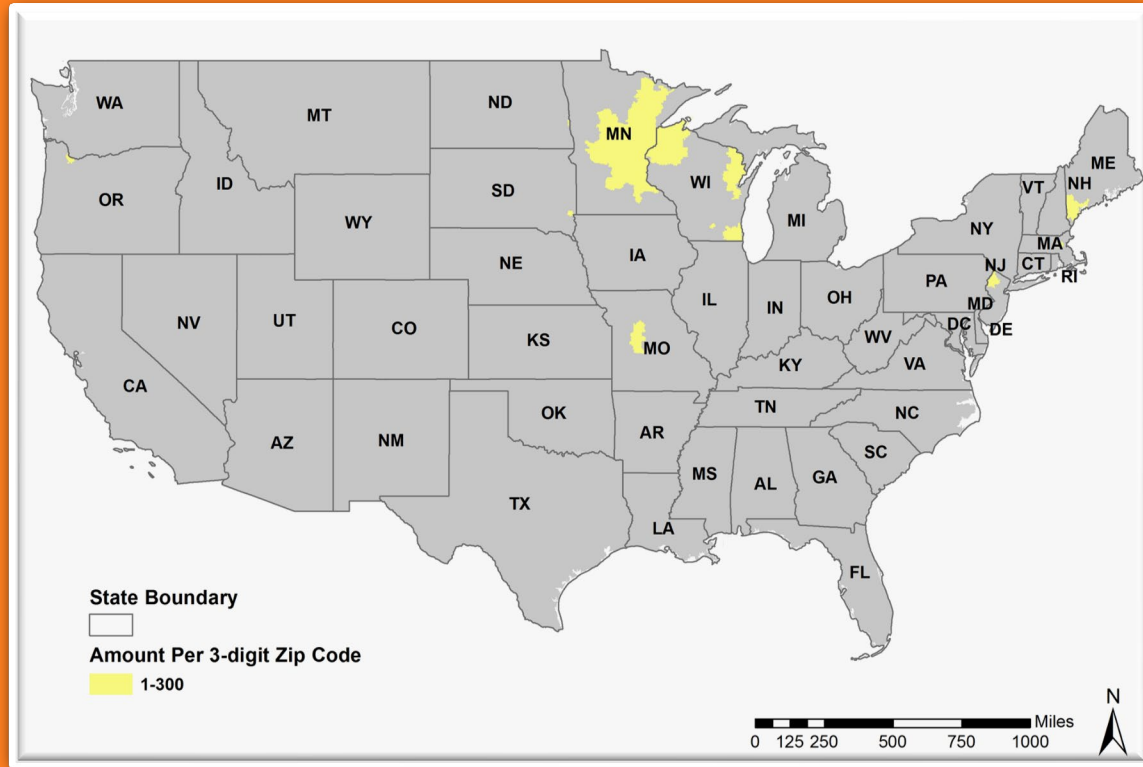 WA
MT
ND
MN
ME
OR
ID
SD
WI
VT
NH
WY
MI
NY
MA
IA
NE
CT
RI
NJ
PA
NV
UT
CO
IL
IN
OH
MD
DC
DE
KS
MO
WV
VA
KY
CA
OK
TN
NC
AZ
NM
AR
SC
MS
AL
GA
TX
LA
FL
State Boundary
Amount Per 3-digit Zip Code
1-300
N
Miles
0 125 250 500 750 1000